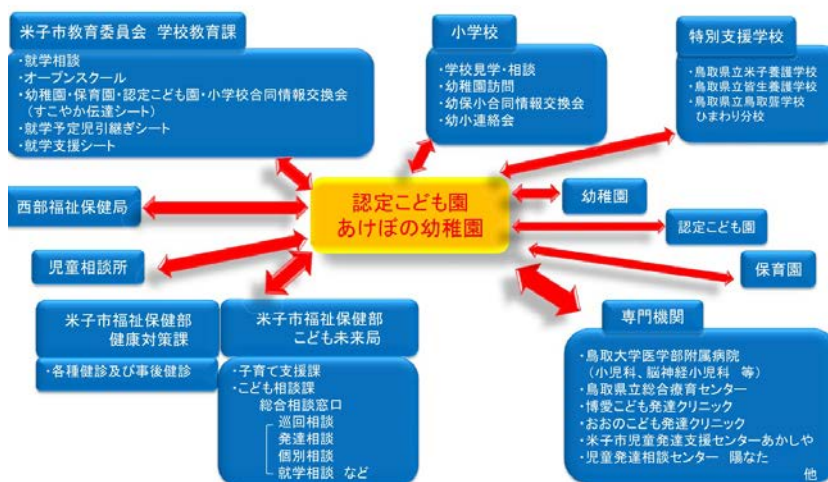 米子市教育委員会 学校教育課
・就学相談
・オープンスクール
・幼稚園・保育園・認定こども園・小学校合同情報交換会
(すこやか伝達シート)
・就学予定児引継ぎシート
・就学支援シート
小学校
・学校見学・相談
・幼稚園訪問
・幼保小合同情報交換会
・幼小連絡会
特別支援学校
・鳥取県立米子養護学校
・鳥取県立皆生養護学校
・鳥取県立鳥取聾学校
ひまわり分校
西部福祉保健局
認定こども園
あけぼの幼稚園
幼稚園
認定こども園
児童相談所
保育園
米子市福祉保健部
健康対策課
・各種健診及び事後健診
米子市福祉保健部
こども未来局
・子育て支援課
・こども相談課
総合相談窓口
巡回相談
発達相談
個別相談
就学相談 など
専門機関
・鳥取大学医学部附属病院
(小児科、脳神経小児科 等)
・鳥取県立総合療育センター
・博愛こども発達クリニック
・おおのこども発達クリニック
・米子市児童発達支援センターあかしや
・児童発達相談センター 陽なた
他